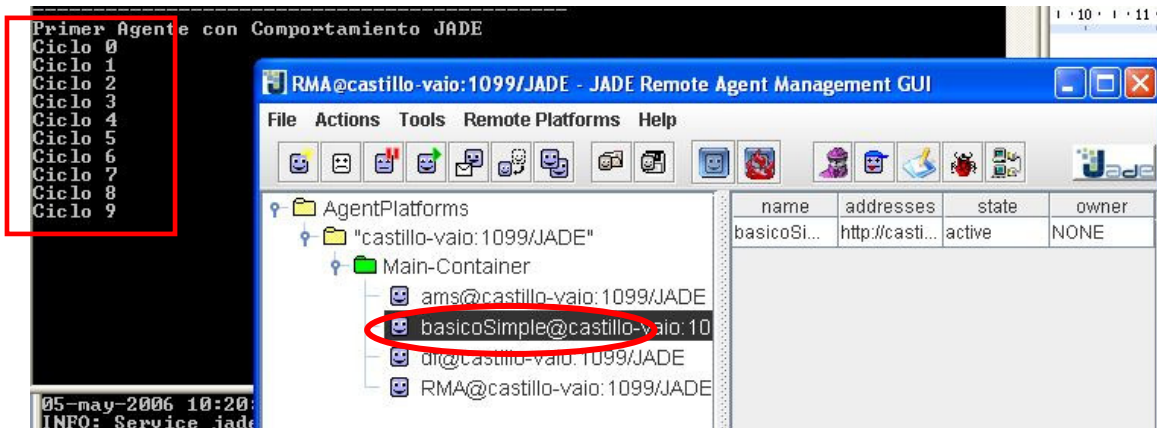 Primer Agente con Comportamiento JADE
Ciclo 0
Ciclo 1
Ciclo 2
Ciclo 3
Ciclo 4
Ciclo 5
Ciclo 6
Ciclo 7
Ciclo 8
Ciclo 9
05-may-2006 10:20:
INFO: Service jade
10 11
RMA@castillo-vaio:1099/JADE - JADE Remote Agent Management GUI
File Actions Tools Remote Platforms Help
Jade
AgentPlatforms
"castillo-vaio:1099/JADE"
Main-Container
ams@castillo-vaio:1099/JADE
basicoSimple@castillo-vaio:10
df@castillo-vaio:1099/JADE
RMA@castillo-vaio:1099/JADE
name addresses state owner
basicoSi... http://casti... active NONE